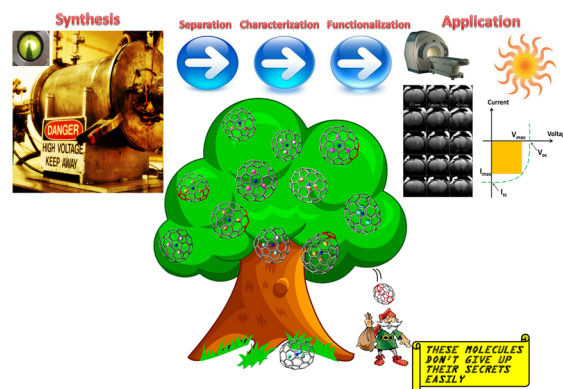 Synthesis
Separation
Characterization
Functionalization
Application
DANGER
HIGH VOLTAGE
KEEP AWAY
Current
Voltage
Vmax
Voc
Imax
Isc
THESE MOLECULES
DON'T GIVE UP
THEIR SECRETS
EASILY